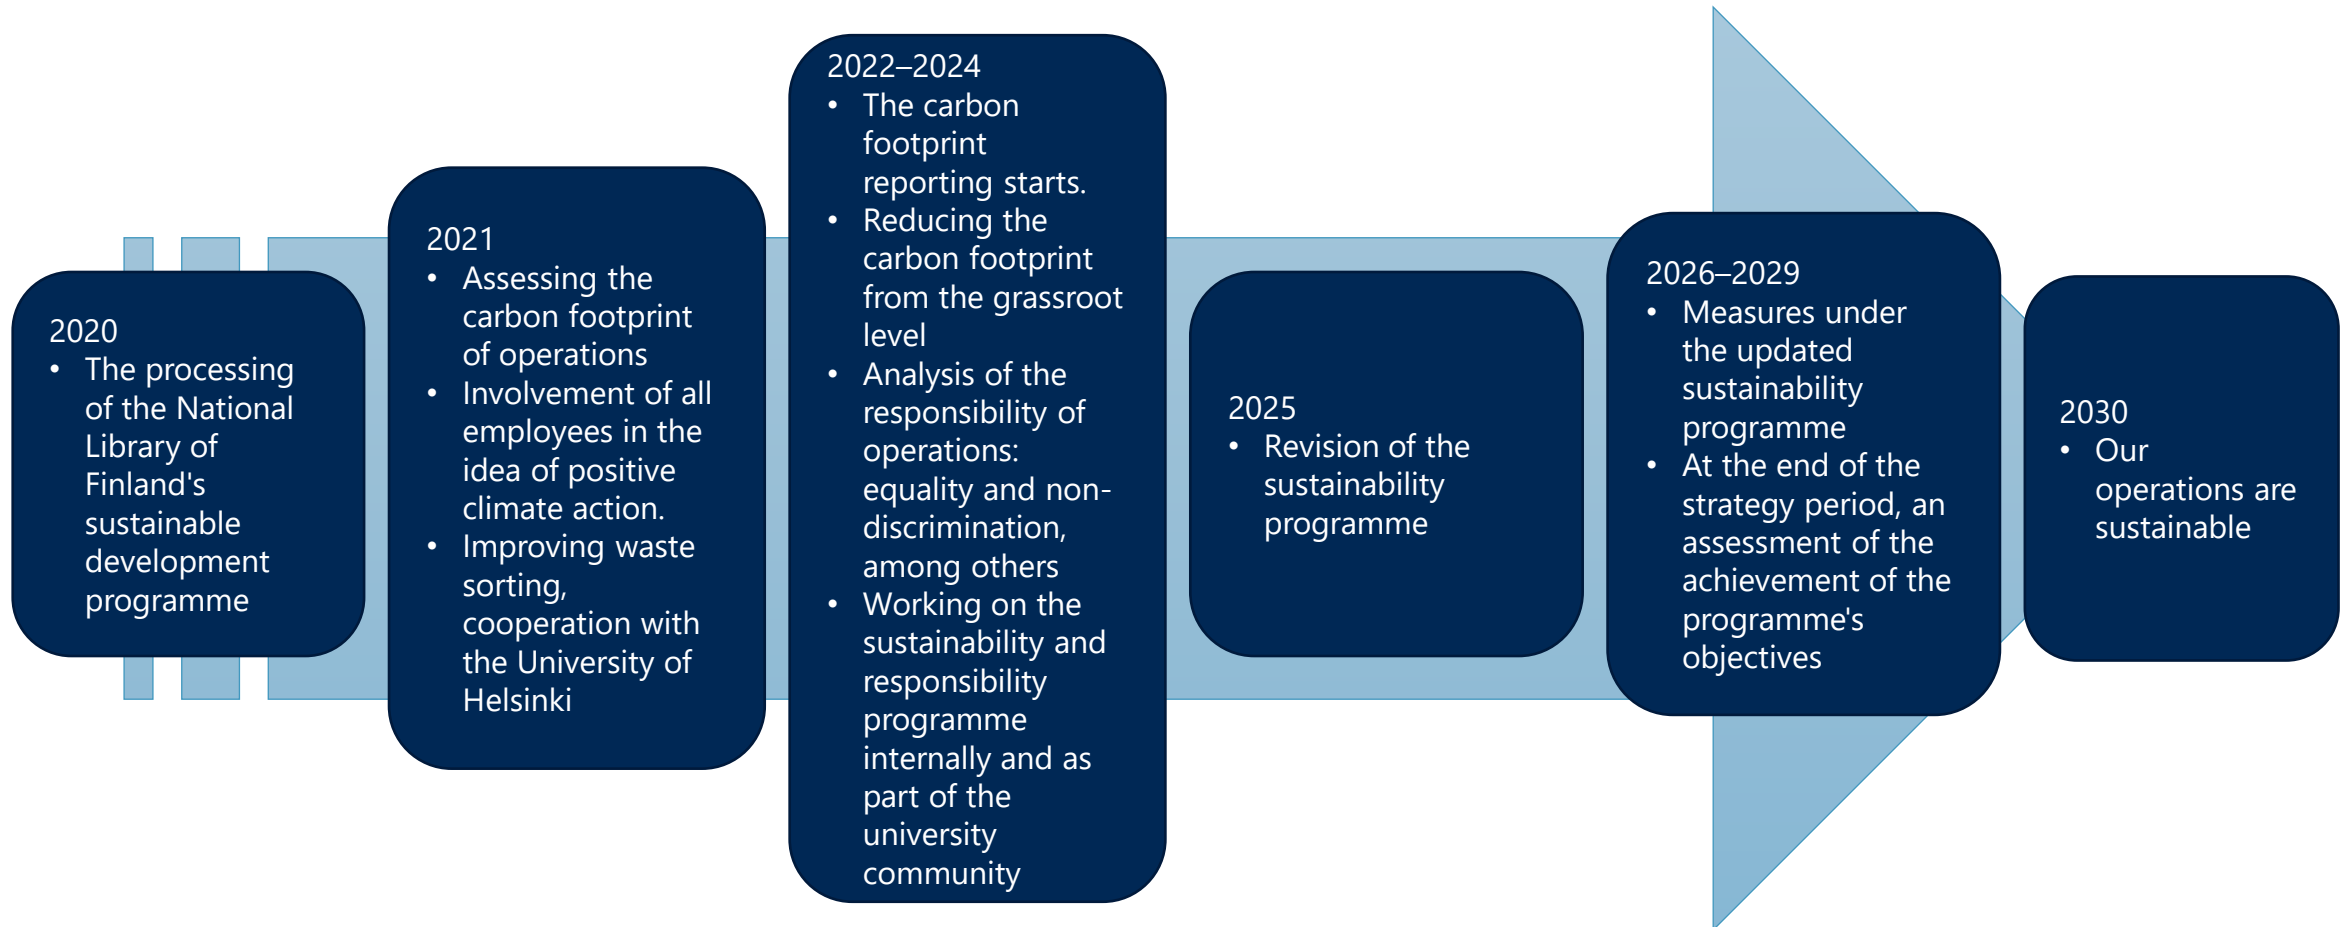 2020
• The processing
of the National
Library of
Finland's
sustainable
development
programme
2021
• Assessing the
carbon footprint
of operations
• Involvement of all
employees in the
idea of positive
climate action.
• Improving waste
sorting,
cooperation with
the University of
Helsinki
2022–2024
• The carbon
footprint
reporting starts.
• Reducing the
carbon footprint
from the grassroot
level
• Analysis of the
responsibility of
operations:
equality and non-
discrimination,
among others
• Working on the
sustainability and
responsibility
programme
internally and as
part of the
university
community
2025
• Revision of the
sustainability
programme
2026–2029
• Measures under
the updated
sustainability
programme
• At the end of the
strategy period, an
assessment of the
achievement of the
programme's
objectives
2030
• Our
operations are
sustainable